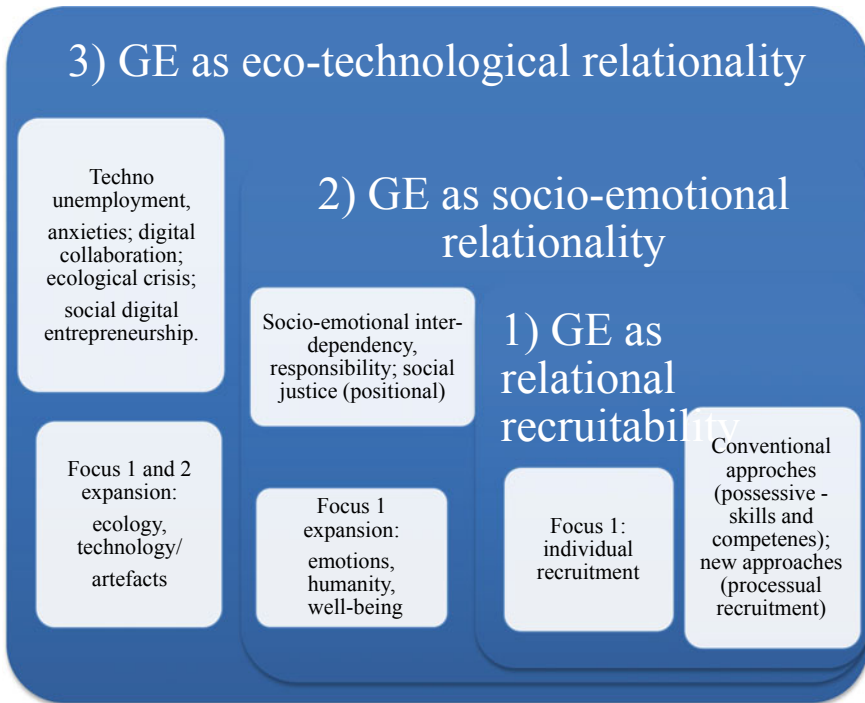 3) GE as eco-technological relationality
Techno
unemployment,
anxieties; digital
collaboration;
ecological crisis;
social digital
entrepreneurship.
Focus 1 and 2
expansion:
ecology,
technology/
artefacts
2) GE as socio-emotional
relationality
Socio-emotional inter-
dependency,
responsibility; social
justice (positional)
Focus 1
expansion:
emotions,
humanity,
well-being
1) GE as
relational
recruitability
Focus 1:
individual
recruitment
Conventional
approches
(possessive -
skills and
competenes);
new approaches
(processual
recruitment)